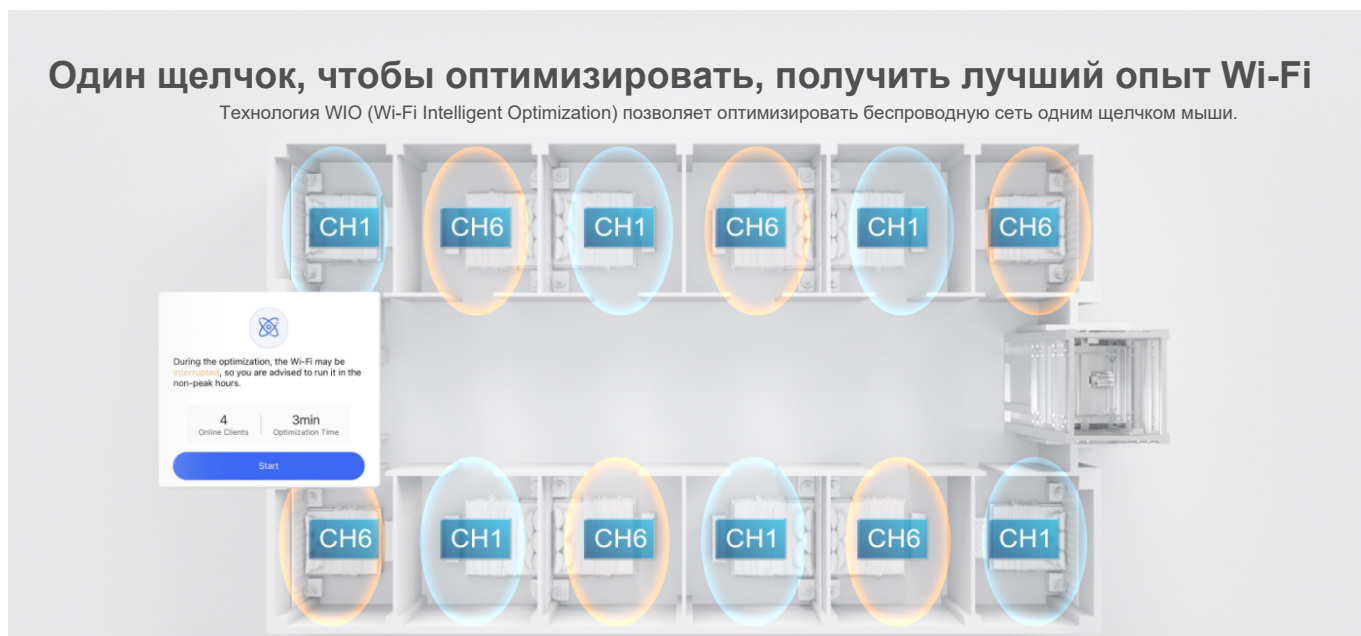 Один щелчок, чтобы оптимизировать, получить лучший опыт Wi-Fi
Технология WIO (Wi-Fi Intelligent Optimization) позволяет оптимизировать беспроводную сеть одним щелчком мыши.
CH1 CH6 CH1 CH6 CH1 CH6
During the optimization, the Wi-Fi may be
interrupted, so you are advised to run it in the
non-peak hours.
4 3min
Online Clients Optimization Time
Start
CH6 CH1 CH6 CH1 CH6 CH1